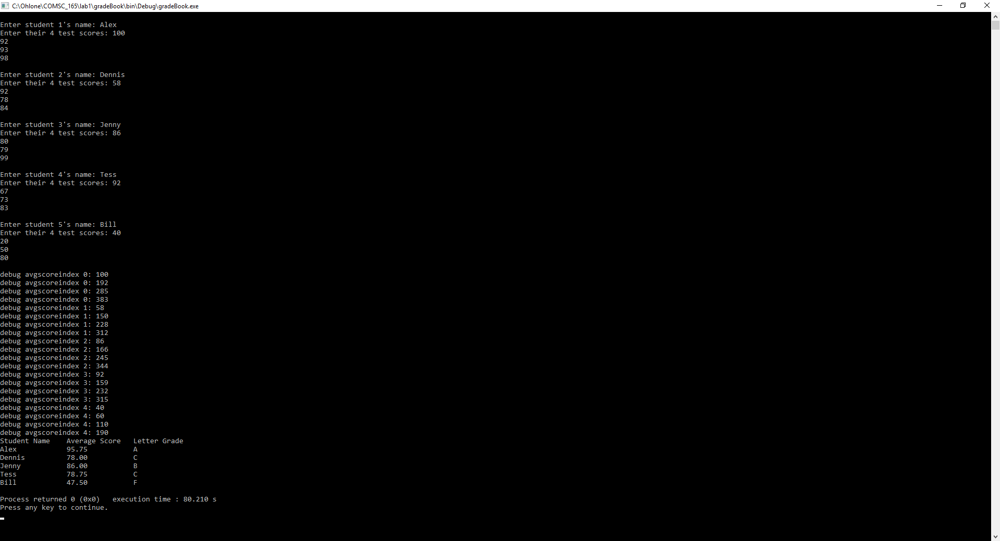 C:\Ohlone\COMSC_165\lab1\gradeBook\bin\Debug\gradeBook.exe
Enter student 1's name: Alex
Enter their 4 test scores: 100
92
93
98
Enter student 2's name: Dennis
Enter their 4 test scores: 58
92
78
84
Enter student 3's name: Jenny
Enter their 4 test scores: 86
80
79
99
Enter student 4's name: Tess
Enter their 4 test scores: 92
67
73
83
Enter student 5's name: Bill
Enter their 4 test scores: 40
20
50
80
debug avgscoreindex 0: 100
debug avgscoreindex 0: 192
debug avgscoreindex 0: 285
debug avgscoreindex 0: 383
debug avgscoreindex 1: 58
debug avgscoreindex 1: 150
debug avgscoreindex 1: 228
debug avgscoreindex 1: 312
debug avgscoreindex 2: 86
debug avgscoreindex 2: 166
debug avgscoreindex 2: 245
debug avgscoreindex 2: 344
debug avgscoreindex 3: 92
debug avgscoreindex 3: 159
debug avgscoreindex 3: 232
debug avgscoreindex 3: 315
debug avgscoreindex 4: 40
debug avgscoreindex 4: 60
debug avgscoreindex 4: 110
debug avgscoreindex 4: 190
Student Name    Average Score   Letter Grade
Alex            95.75           A
Dennis          78.00           C
Jenny           86.00           B
Tess            78.75           C
Bill            47.50           F
Process returned 0 (0x0)   execution time : 80.210 s
Press any key to continue.